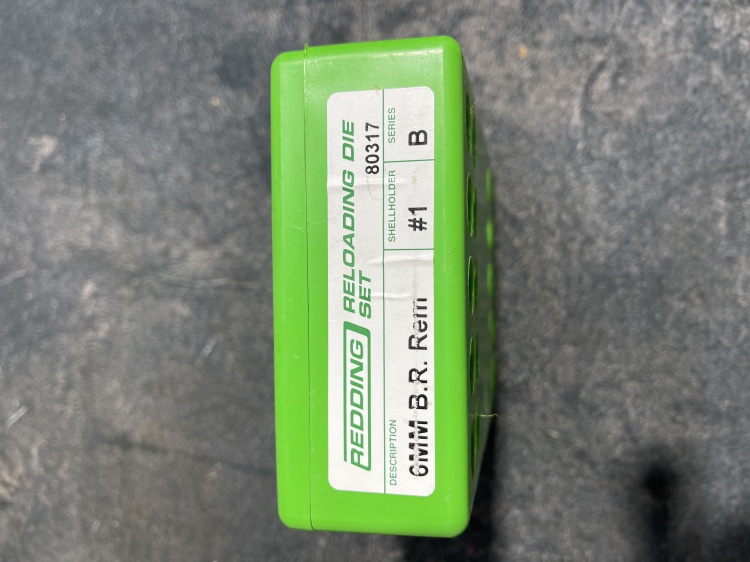 REDDING RELOADING DIE
SET 80317
DESCRIPTION SHELLHOLDER SERIES
6MM B.R. Rem #1 B